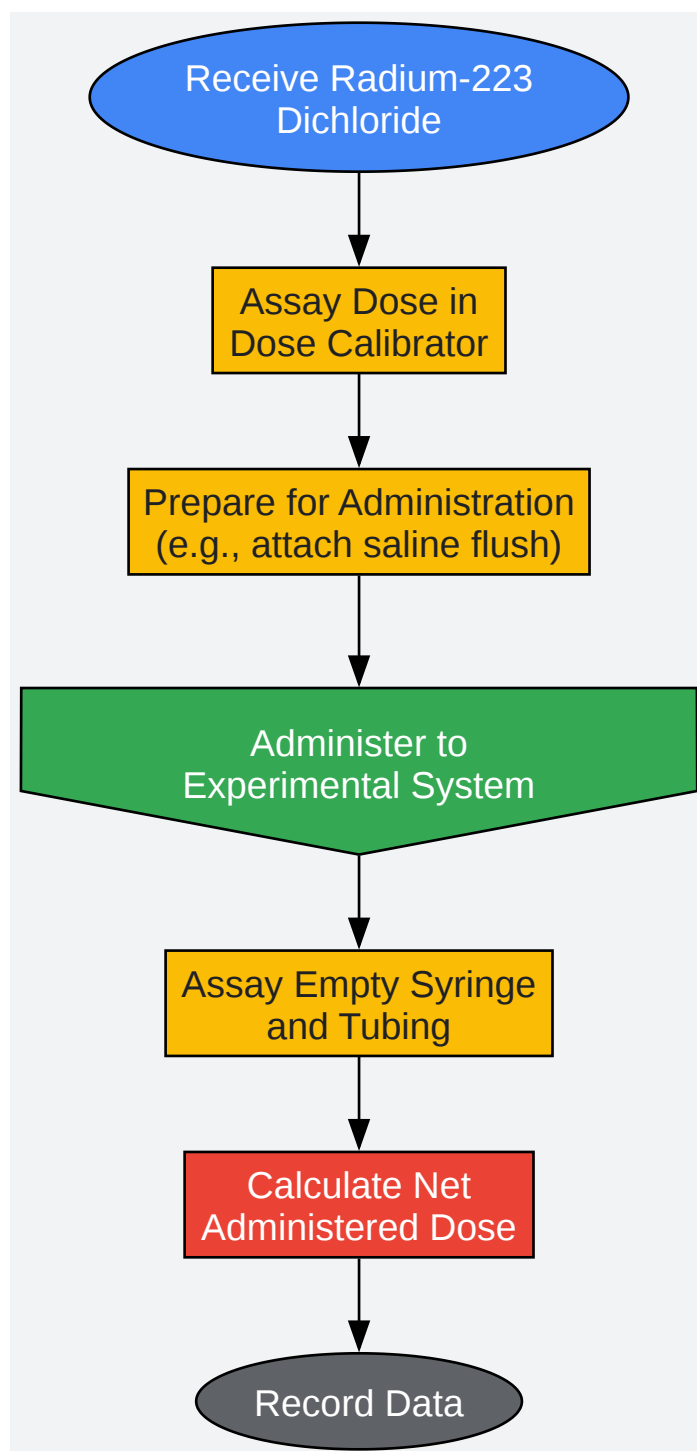 Receive Radium-223
Dichloride
Assay Dose in
Dose Calibrator
Prepare for Administration
(e.g., attach saline flush)
Administer to
Experimental System
Assay Empty Syringe
and Tubing
Calculate Net
Administered Dose
Record Data